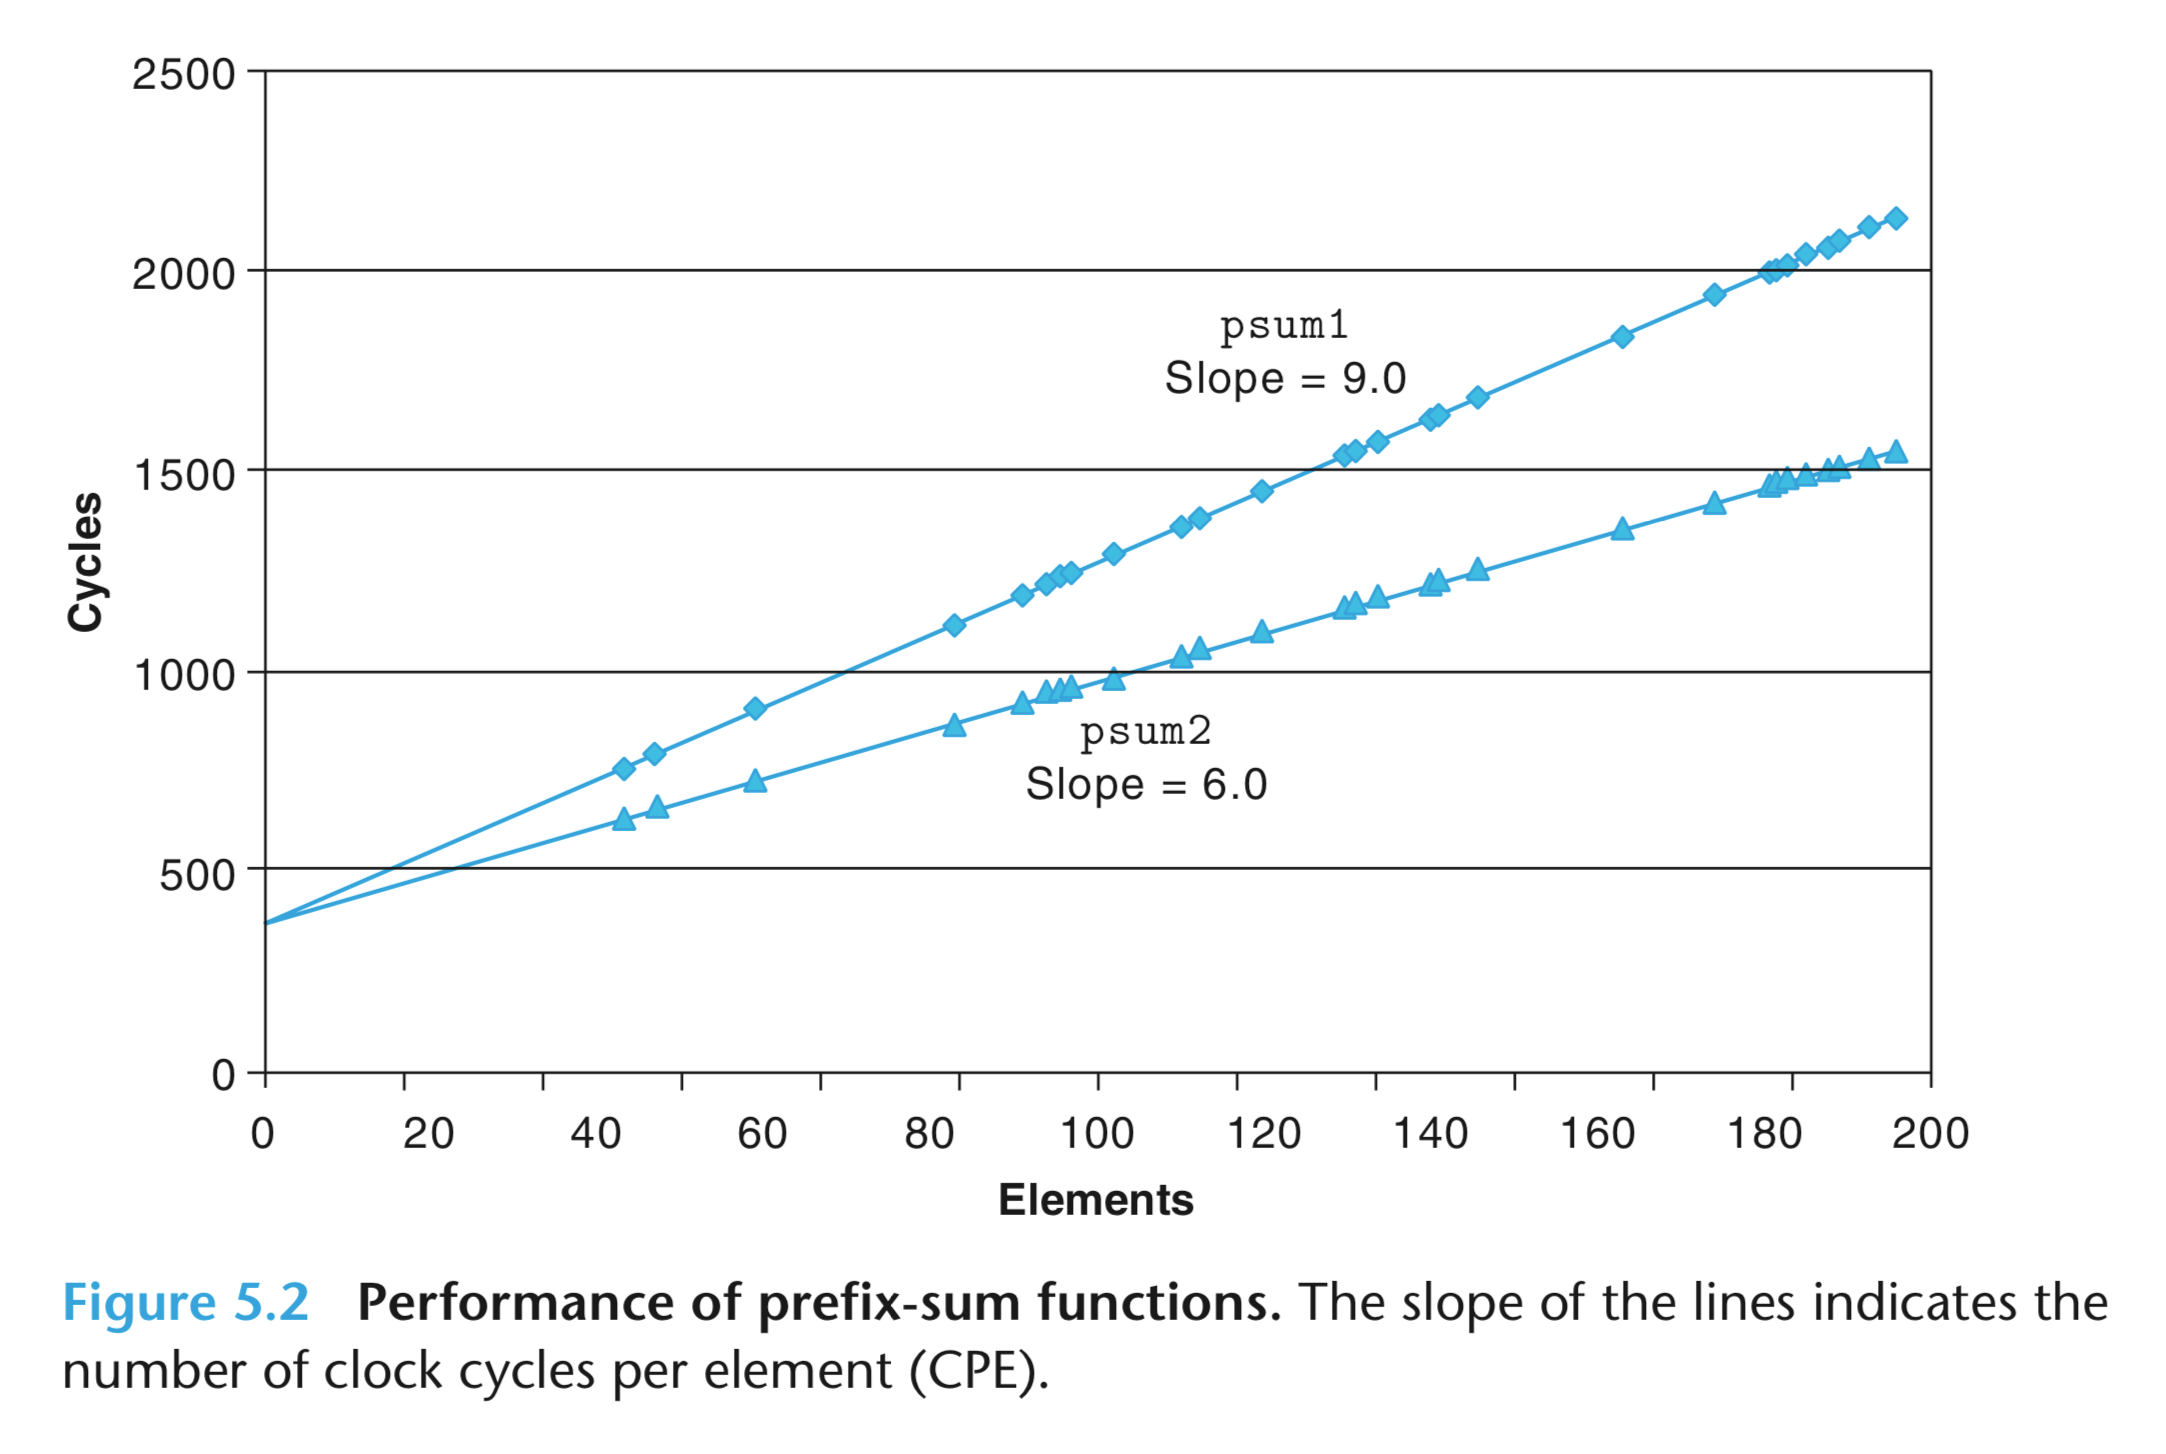 2500
2000
1500
1000
500
0
Cycles
psum1
Slope = 9.0
psum2
Slope = 6.0
0 20 40 60 80 100 120 140 160 180 200
Elements
Figure 5.2 Performance of prefix-sum functions. The slope of the lines indicates the
number of clock cycles per element (CPE).